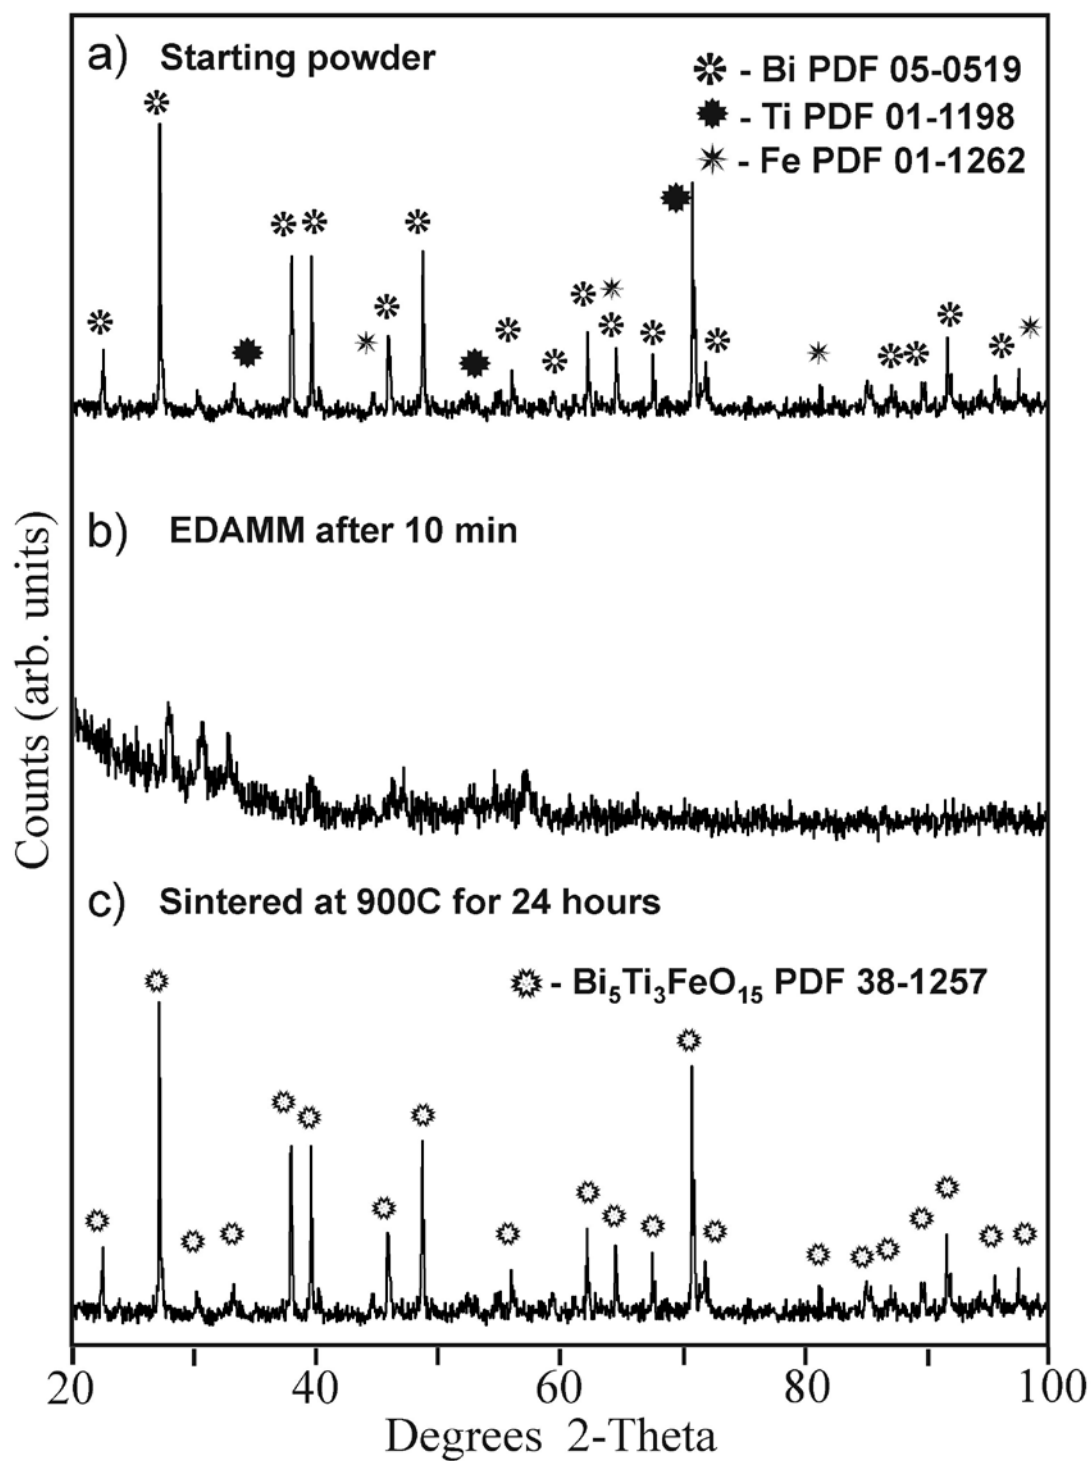 a) Starting powder
- Bi PDF 05-0519
- Ti PDF 01-1198
- Fe PDF 01-1262
b) EDAMM after 10 min
c) Sintered at 900C for 24 hours
- Bi₅Ti₃FeO₁₅ PDF 38-1257
Counts (arb. units)
20 40 60 80 100
Degrees 2-Theta